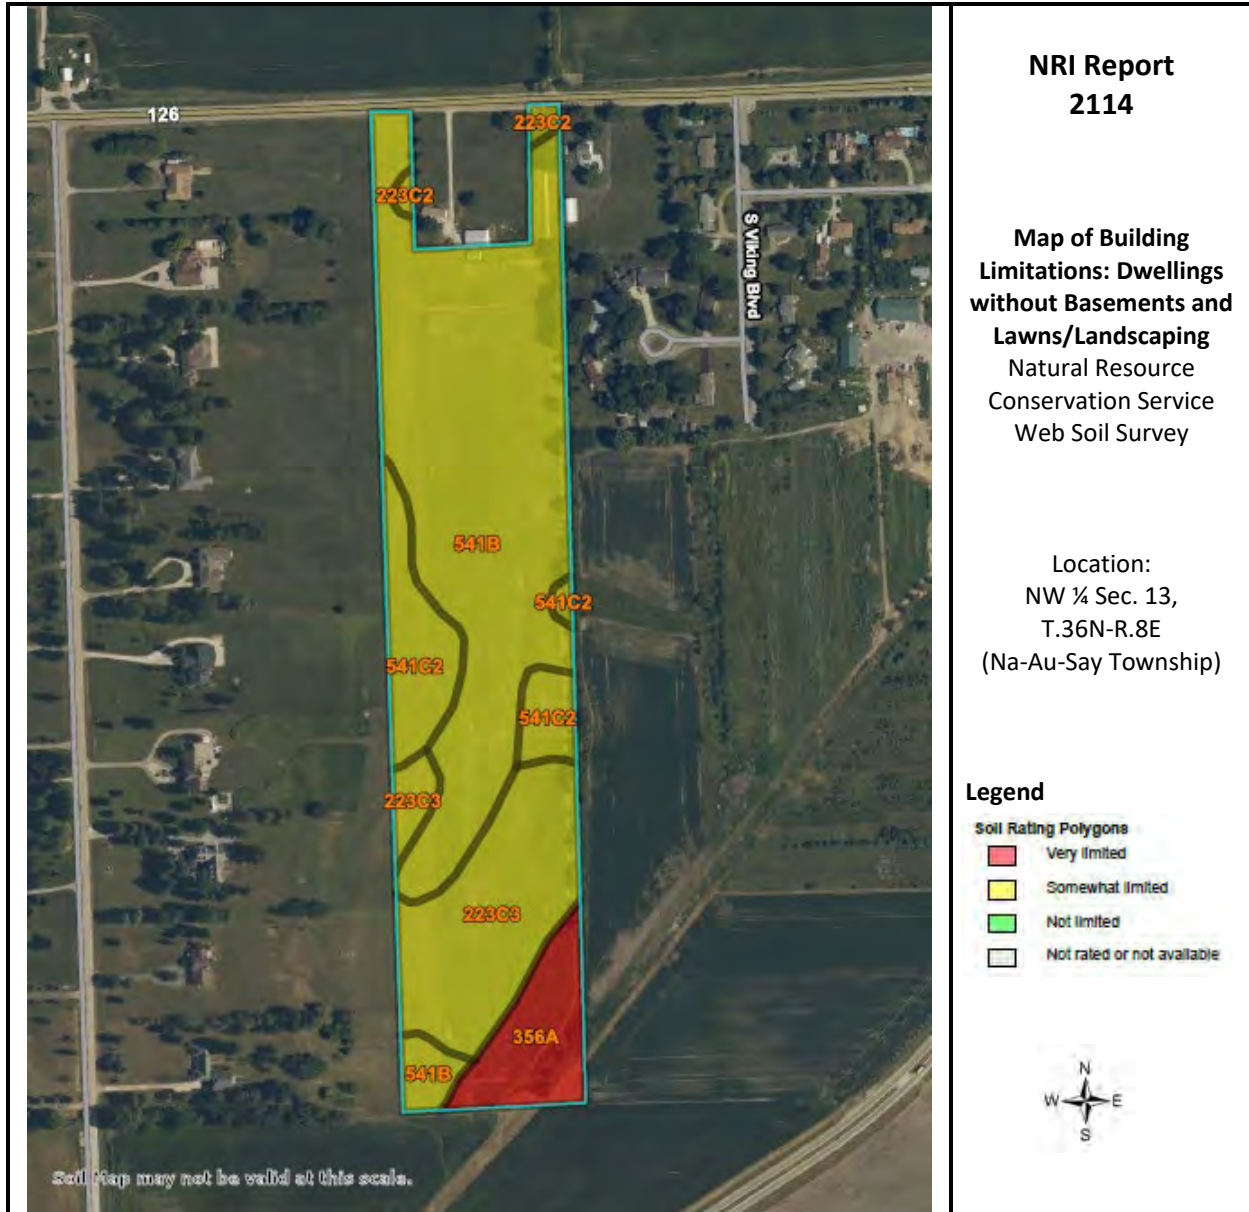 126
223C2
223C2
S Viking Blvd
541B
541C2
541C2
541C2
223C3
223C3
356A
541B
Soil Map may not be valid at this scale.
NRI Report
2114
Map of Building
Limitations: Dwellings
without Basements and
Lawns/Landscaping
Natural Resource
Conservation Service
Web Soil Survey
Location:
NW ¼ Sec. 13,
T.36N-R.8E
(Na-Au-Say Township)
Legend
Soil Rating Polygons
Very limited
Somewhat limited
Not limited
Not rated or not available
N
W E
S